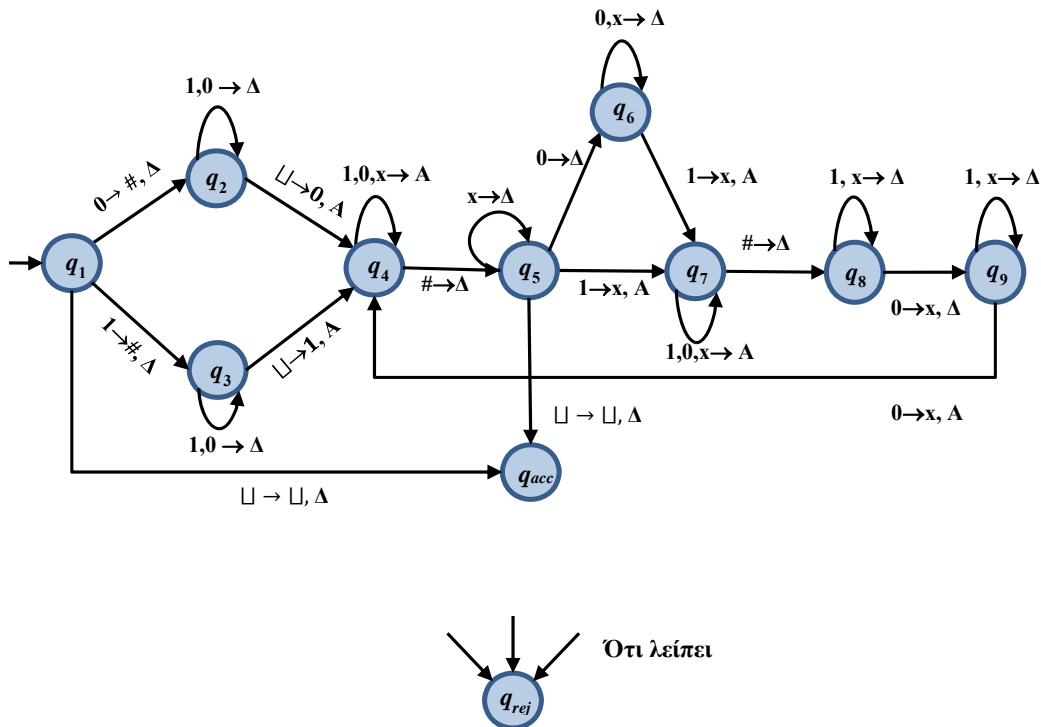 0,x→ Δ
1,0 → Δ
q6
0→ #, Δ
q2
⊔→0, A
1,0,x→ A
0→Δ
1→x, A
1, x→ Δ
1, x→ Δ
x→Δ
q1
q4
#→Δ
q5
1→x, A
q7
#→Δ
q8
0→x, Δ
q9
1→#, Δ
q3
⊔→1, A
1,0,x→ A
1,0 → Δ
⊔ → ⊔, Δ
0→x, A
⊔ → ⊔, Δ
qacc
Ότι λείπει
qrej